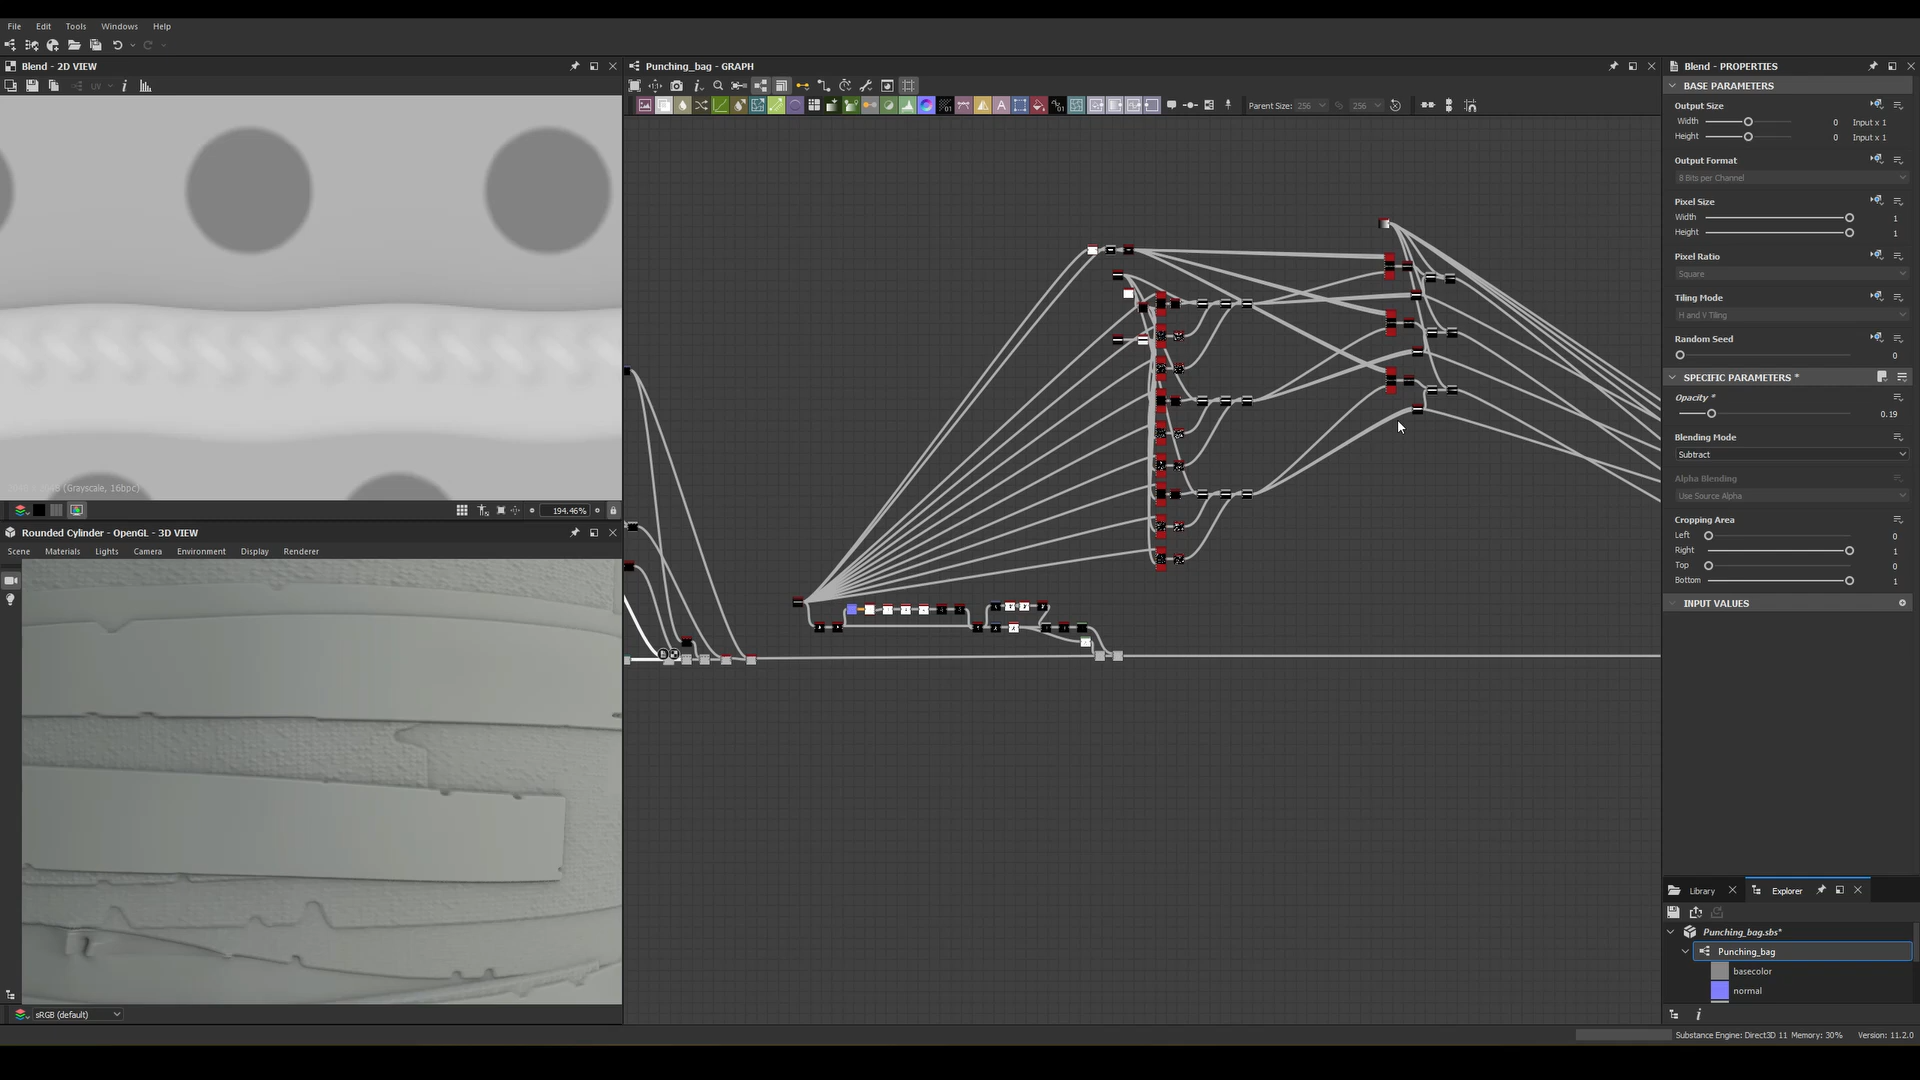 File Edit Tools Windows Help
Blend - 2D VIEW
UV
(Grayscale, 16bpc)
194.46%
Rounded Cylinder - OpenGL - 3D VIEW
Scene Materials Lights Camera Environment Display Renderer
sRGB (default)
Punching_bag - GRAPH
Parent Size: 256 256
Blend - PROPERTIES
BASE PARAMETERS
Output Size
Width 0 Input x 1
Height 0 Input x 1
Output Format
8 Bits per Channel
Pixel Size
Width 1
Height 1
Pixel Ratio
Square
Tiling Mode
H and V Tiling
Random Seed
0
SPECIFIC PARAMETERS *
Opacity *
0.19
Blending Mode
Subtract
Alpha Blending
Use Source Alpha
Cropping Area
Left 0
Right 1
Top 0
Bottom 1
INPUT VALUES
Library Explorer
Punching_bag.sbs*
Punching_bag
basecolor
normal
Substance Engine: Direct3D 11 Memory: 30% Version: 11.2.0